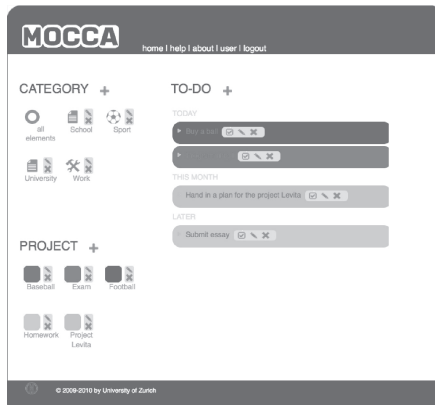 MOCCA
home | help | about | user | logout
CATEGORY +
all elements
School
Sport
University
Work
PROJECT +
Baseball
Exam
Football
Homework
Project Levita
TO-DO +
TODAY
Buy a ball
THIS MONTH
Hand in a plan for the project Levita
LATER
Submit essay
© 2009-2010 by University of Zurich